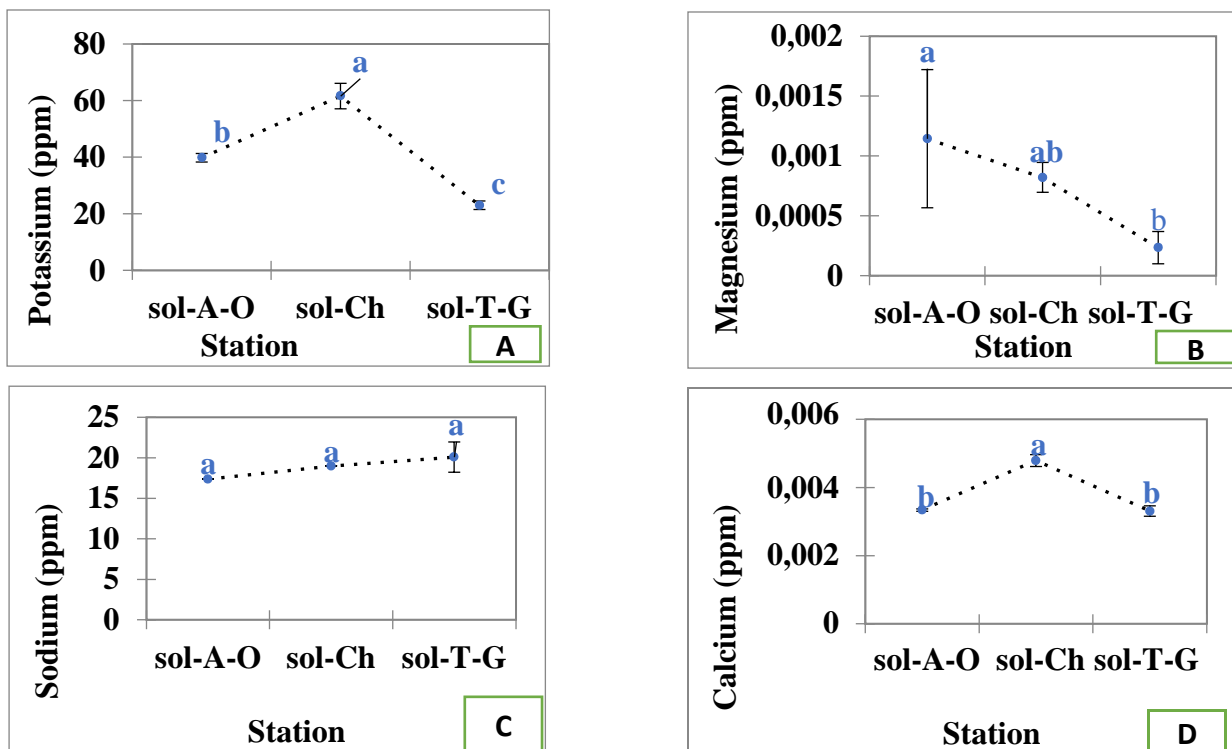 Potassium (ppm)
80
60
40
20
0
b
a
c
sol-A-O sol-Ch sol-T-G
Station
A
Magnesium (ppm)
0,002
0,0015
0,001
0,0005
0
a
ab
b
sol-A-O sol-Ch sol-T-G
Station
B
Sodium (ppm)
25
20
15
10
5
0
a
a
a
sol-A-O sol-Ch sol-T-G
Station
C
Calcium (ppm)
0,006
0,004
0,002
0
b
a
b
sol-A-O sol-Ch sol-T-G
Station
D